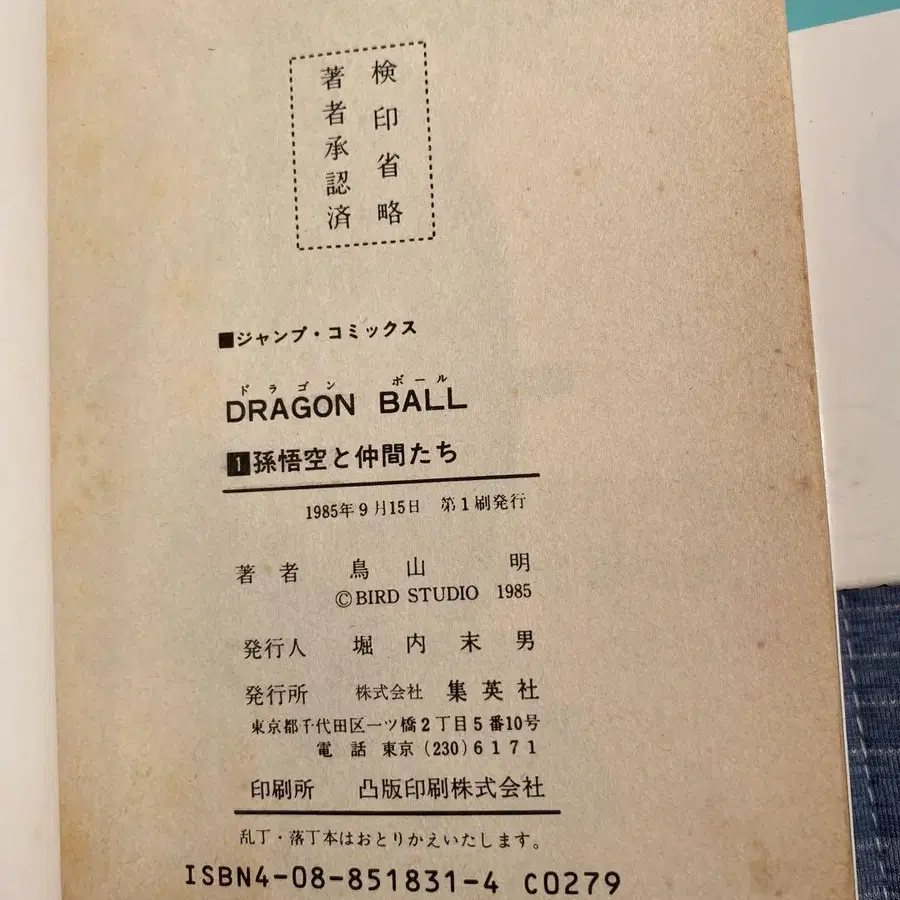 検印省略
著者承認済
■ジャンプ・コミックス
ドラゴン ボール
DRAGON BALL
1 孫悟空と仲間たち
1985年9月15日 第1刷発行
著者 鳥山 明
©BIRD STUDIO 1985
発行人 堀内末男
発行所 株式会社 集英社
東京都千代田区一ツ橋2丁目5番10号
電話 東京 (230) 6171
印刷所 凸版印刷株式会社
乱丁・落丁本はおとりかえいたします。
ISBN4-08-851831-4 C0279